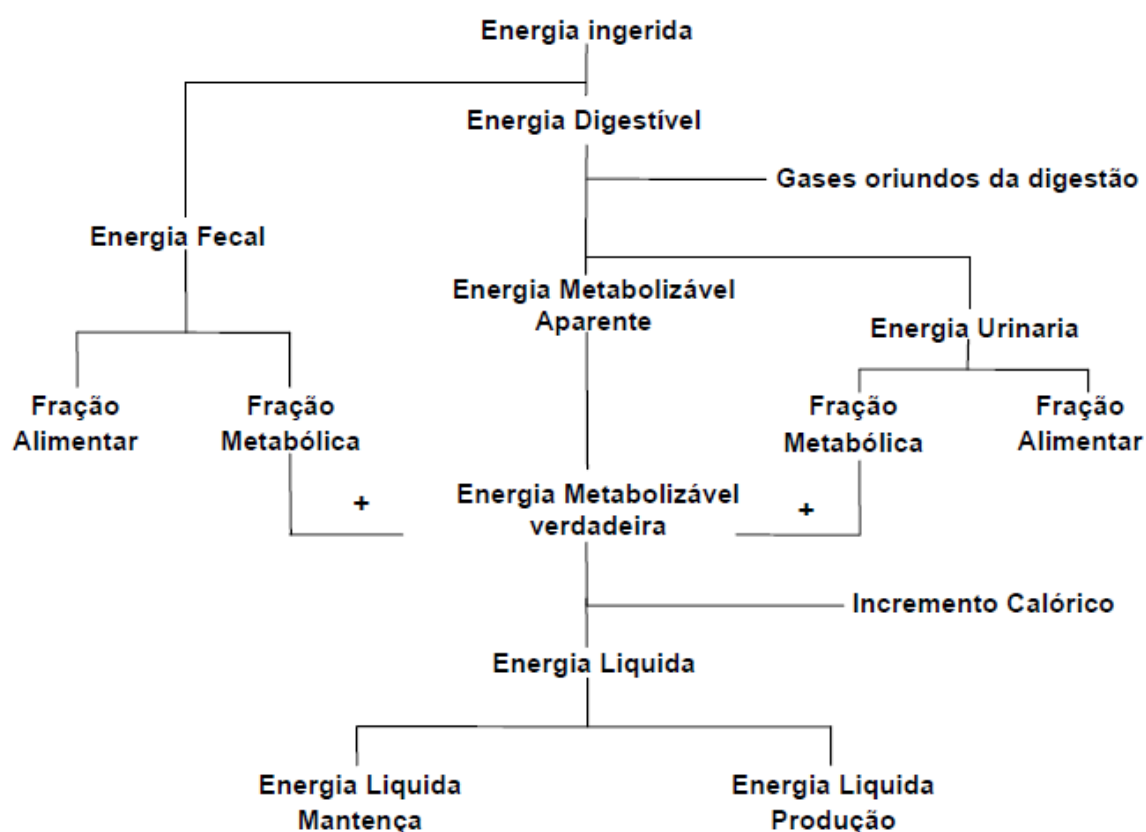 Energia ingerida
Energia Digestível
Gases oriundos da digestão
Energia Fecal
Energia Metabolizável
Aparente
Energia Urinaria
Fração
Alimentar
Fração
Metabólica
Fração
Metabólica
Fração
Alimentar
+
Energia Metabolizável
verdadeira
+
Incremento Calórico
Energia Liquida
Energia Liquida
Mantença
Energia Liquida
Produção